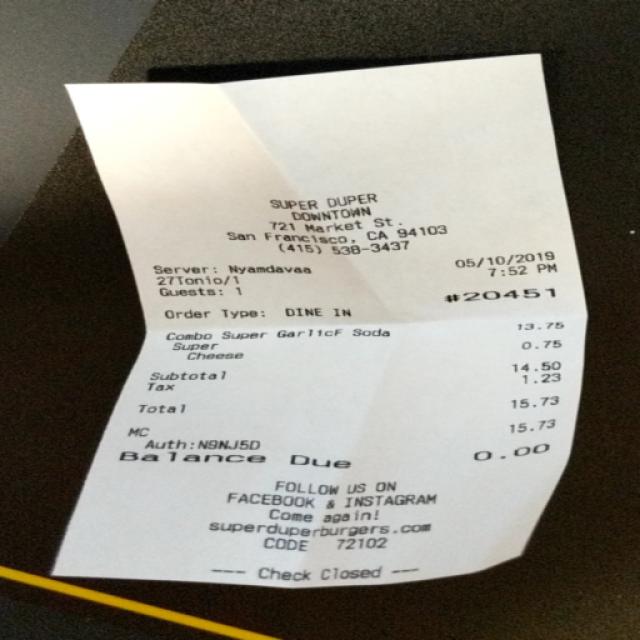 SUPER DUPER
DOWNTOWN
721 Market St.
San Francisco, CA 94103
(415) 538-3437
Server: Nyamdavaa 05/10/2019
27Tonio/1 7:52 PM
Guests: 1 #20451
Order Type: DINE IN
Combo Super GarlicF Soda 13.75
Super 0.75
Cheese
Subtotal 14.50
Tax 1.23
Total 15.73
MC 15.73
Auth:N9NJ5D
Balance Due 0.00
FOLLOW US ON
FACEBOOK & INSTAGRAM
Come again!
superduperburgers.com
CODE 72102
--- Check Closed ---